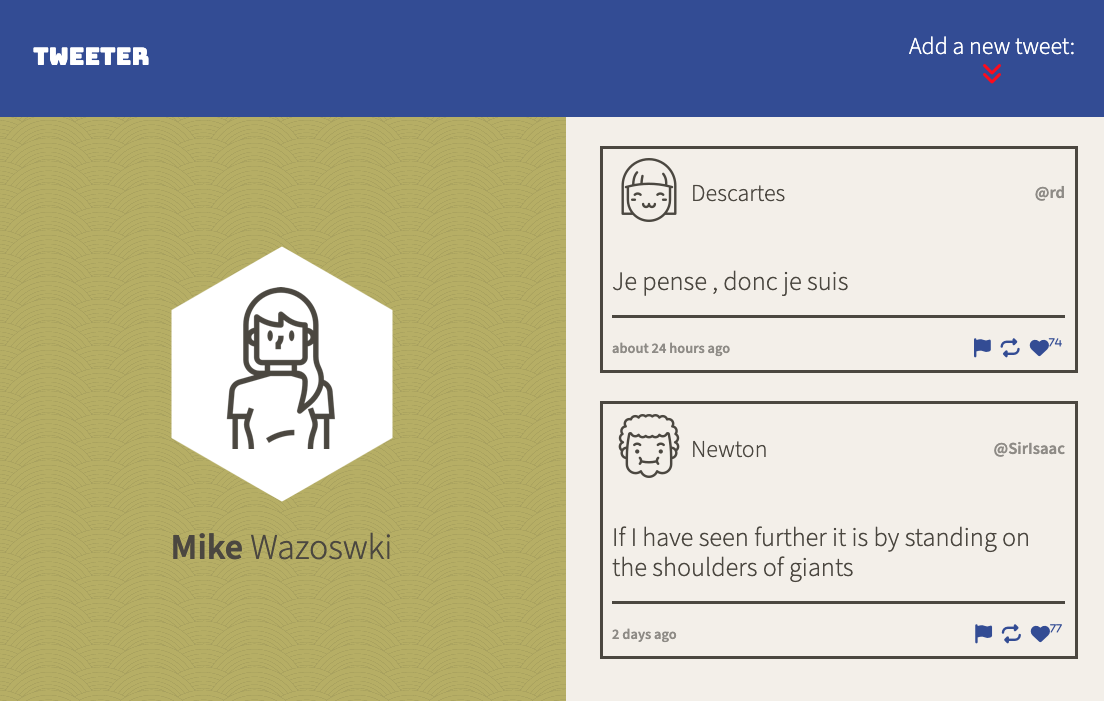 TWEETER
Add a new tweet:
Mike Wazoswki
Descartes
@rd
Je pense , donc je suis
about 24 hours ago
74
Newton
@SirIsaac
If I have seen further it is by standing on
the shoulders of giants
2 days ago
77